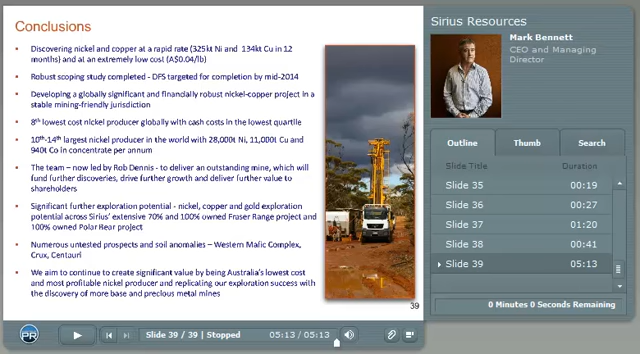 Conclusions
Discovering nickel and copper at a rapid rate (325kt Ni and 134kt Cu in 12
months) and at an extremely low cost (A$0.04/lb)
Robust scoping study completed - DFS targeted for completion by mid-2014
Developing a globally significant and financially robust nickel-copper project in a
stable mining-friendly jurisdiction
8th lowest cost nickel producer globally with cash costs in the lowest quartile
10th-14th largest nickel producer in the world with 28,000t Ni, 11,000t Cu and
940t Co in concentrate per annum
The team – now led by Rob Dennis – to deliver an outstanding mine, which will
fund further discoveries, drive further growth and deliver further value to
shareholders
Significant further exploration potential - nickel, copper and gold exploration
potential across Sirius' extensive 70% and 100% owned Fraser Range project and
100% owned Polar Bear project
Numerous untested prospects and soil anomalies – Western Mafic Complex,
Crux, Centauri
We aim to continue to create significant value by being Australia's lowest cost
and most profitable nickel producer and replicating our exploration success with
the discovery of more base and precious metal mines
39
Sirius Resources
Mark Bennett
CEO and Managing
Director
Outline Thumb Search
Slide Title Duration
Slide 35 00:19
Slide 36 00:27
Slide 37 01:20
Slide 38 00:41
Slide 39 05:13
0 Minutes 0 Seconds Remaining
PR
Slide 39 / 39 | Stopped 05:13 / 05:13